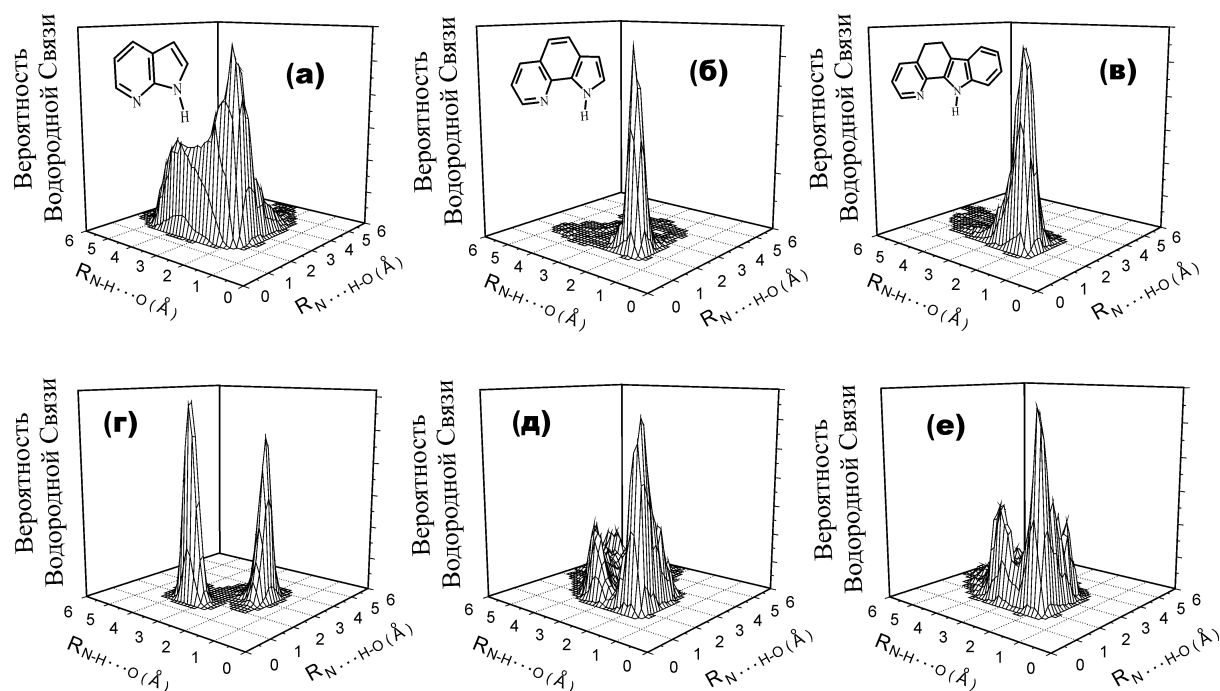 Вероятность
Водородной Связи
(а)
N
N
H
6
5
4
3
2
1
0
0
1
2
3
4
5
6
R N-H···O(Å)
R N···H-O(Å)
Вероятность
Водородной Связи
(б)
N
N
H
6
5
4
3
2
1
0
0
1
2
3
4
5
6
R N-H···O(Å)
R N···H-O(Å)
Вероятность
Водородной Связи
(в)
N
N
H
6
5
4
3
2
1
0
0
1
2
3
4
5
6
R N-H···O(Å)
R N···H-O(Å)
Вероятность
Водородной Связи
(г)
6
5
4
3
2
1
0
0
1
2
3
4
5
6
R N-H···O(Å)
R N···H-O(Å)
Вероятность
Водородной Связи
(д)
6
5
4
3
2
1
0
0
1
2
3
4
5
6
R N-H···O(Å)
R N···H-O(Å)
Вероятность
Водородной Связи
(е)
6
5
4
3
2
1
0
0
1
2
3
4
5
6
R N-H···O(Å)
R N···H-O(Å)